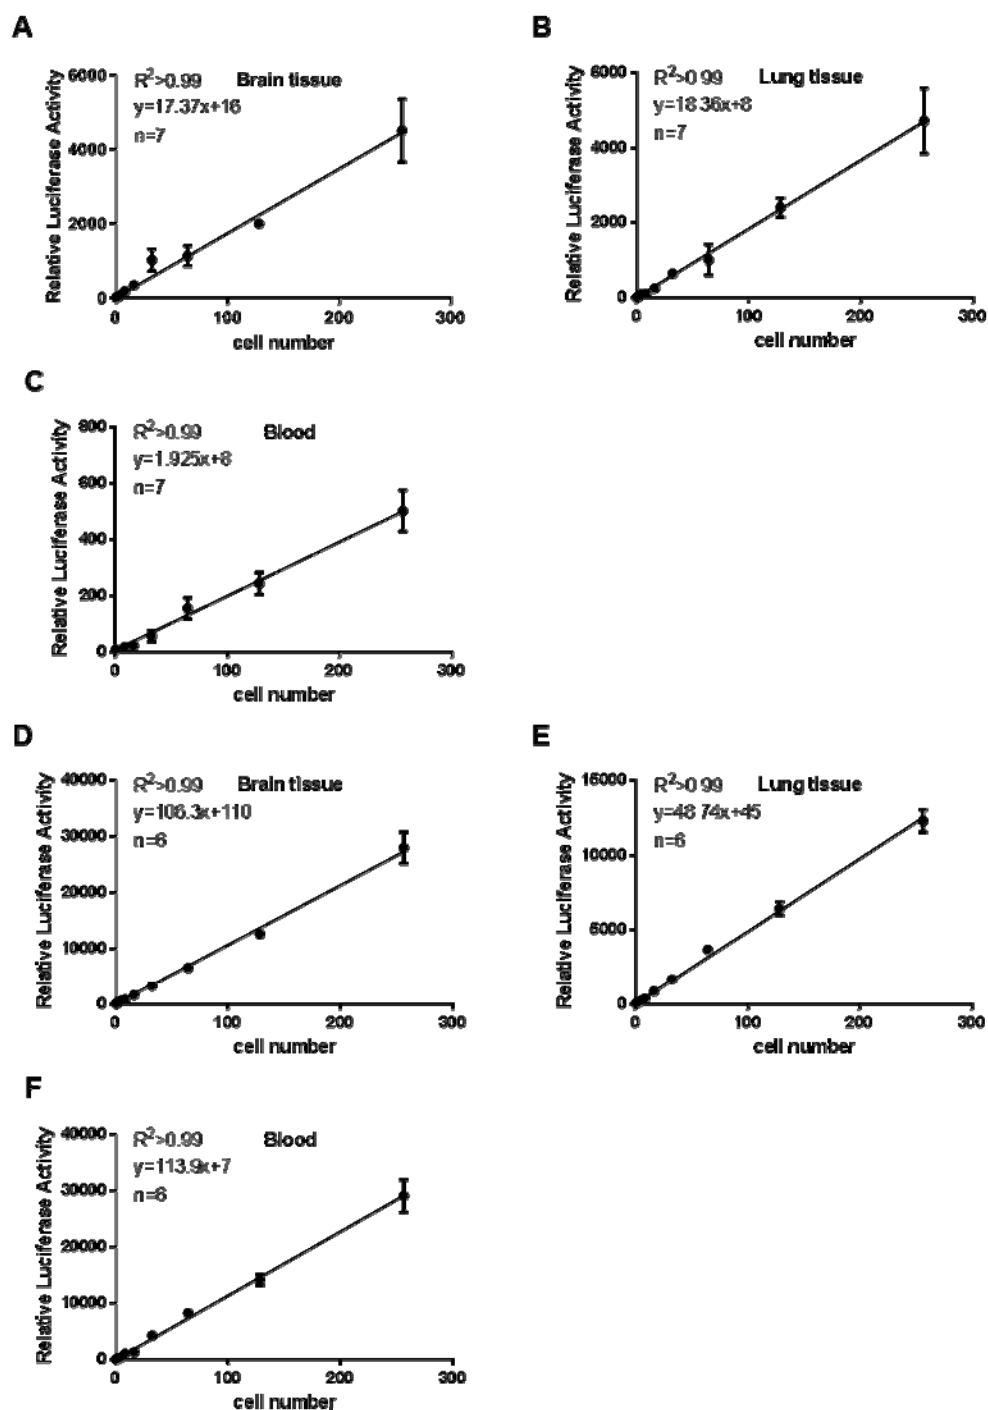 A
R²>0.99 Brain tissue
y=17.37x+16
n=7
Relative Luciferase Activity
6000
4000
2000
0
0 100 200 300
cell number
B
R²>0.99 Lung tissue
y=18.36x+8
n=7
Relative Luciferase Activity
6000
4000
2000
0
0 100 200 300
cell number
C
R²>0.99 Blood
y=1.925x+8
n=7
Relative Luciferase Activity
800
600
400
200
0
0 100 200 300
cell number
D
R²>0.99 Brain tissue
y=106.3x+110
n=6
Relative Luciferase Activity
40000
30000
20000
10000
0
0 100 200 300
cell number
E
R²>0.99 Lung tissue
y=48.74x+45
n=6
Relative Luciferase Activity
15000
10000
5000
0
0 100 200 300
cell number
F
R²>0.99 Blood
y=113.9x+7
n=6
Relative Luciferase Activity
40000
30000
20000
10000
0
0 100 200 300
cell number